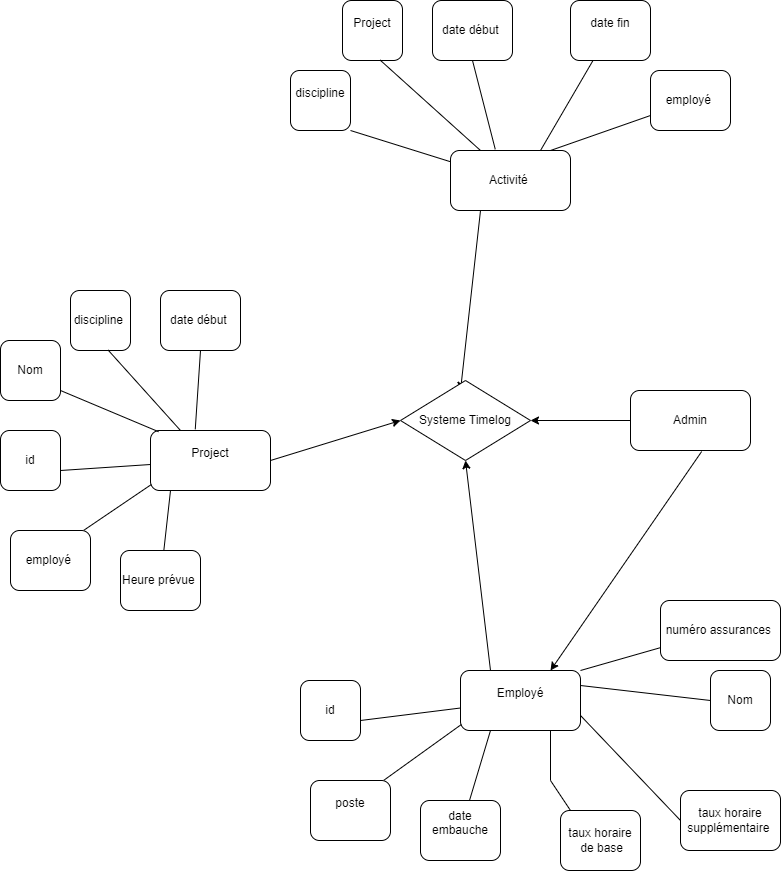 Project
date début
date fin
discipline
employé
Activité
discipline
date début
Nom
Project
id
employé
Heure prévue
Systeme Timelog
Admin
numéro assurances
Employé
Nom
id
poste
date
embauche
taux horaire
de base
taux horaire
supplémentaire